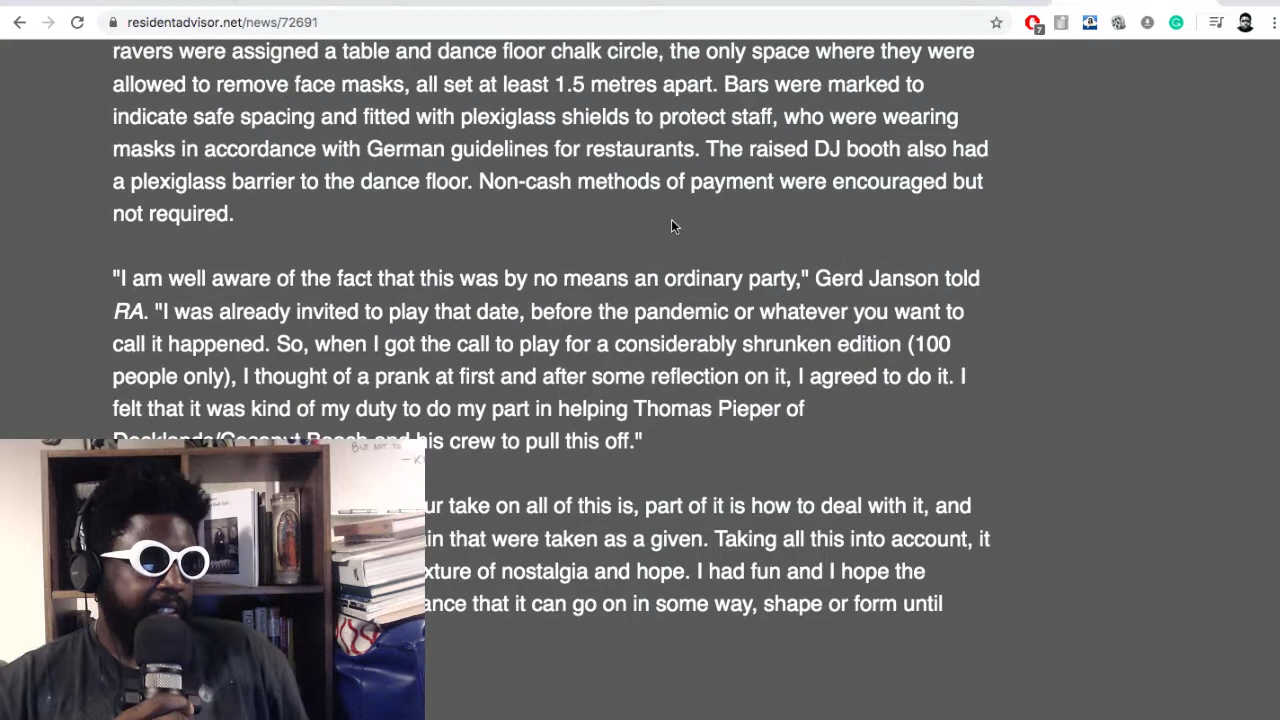 residentadvisor.net/news/72691
7
ravers were assigned a table and dance floor chalk circle, the only space where they were
allowed to remove face masks, all set at least 1.5 metres apart. Bars were marked to
indicate safe spacing and fitted with plexiglass shields to protect staff, who were wearing
masks in accordance with German guidelines for restaurants. The raised DJ booth also had
a plexiglass barrier to the dance floor. Non-cash methods of payment were encouraged but
not required.
"I am well aware of the fact that this was by no means an ordinary party," Gerd Janson told
RA. "I was already invited to play that date, before the pandemic or whatever you want to
call it happened. So, when I got the call to play for a considerably shrunken edition (100
people only), I thought of a prank at first and after some reflection on it, I agreed to do it. I
felt that it was kind of my duty to do my part in helping Thomas Pieper of
Docklands/Coconut Beach and his crew to pull this off."
BUT NOT TO
ur take on all of this is, part of it is how to deal with it, and
in that were taken as a given. Taking all this into account, it
xture of nostalgia and hope. I had fun and I hope the
ance that it can go on in some way, shape or form until